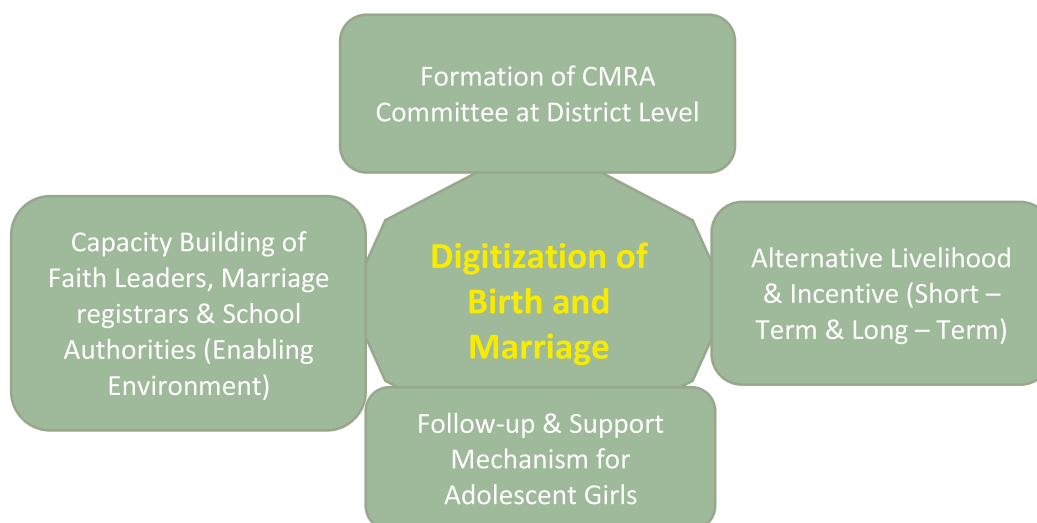 Formation of CMRA
Committee at District Level
Capacity Building of
Faith Leaders, Marriage
registrars & School
Authorities (Enabling
Environment)
Digitization of
Birth and
Marriage
Alternative Livelihood
& Incentive (Short –
Term & Long – Term)
Follow-up & Support
Mechanism for
Adolescent Girls